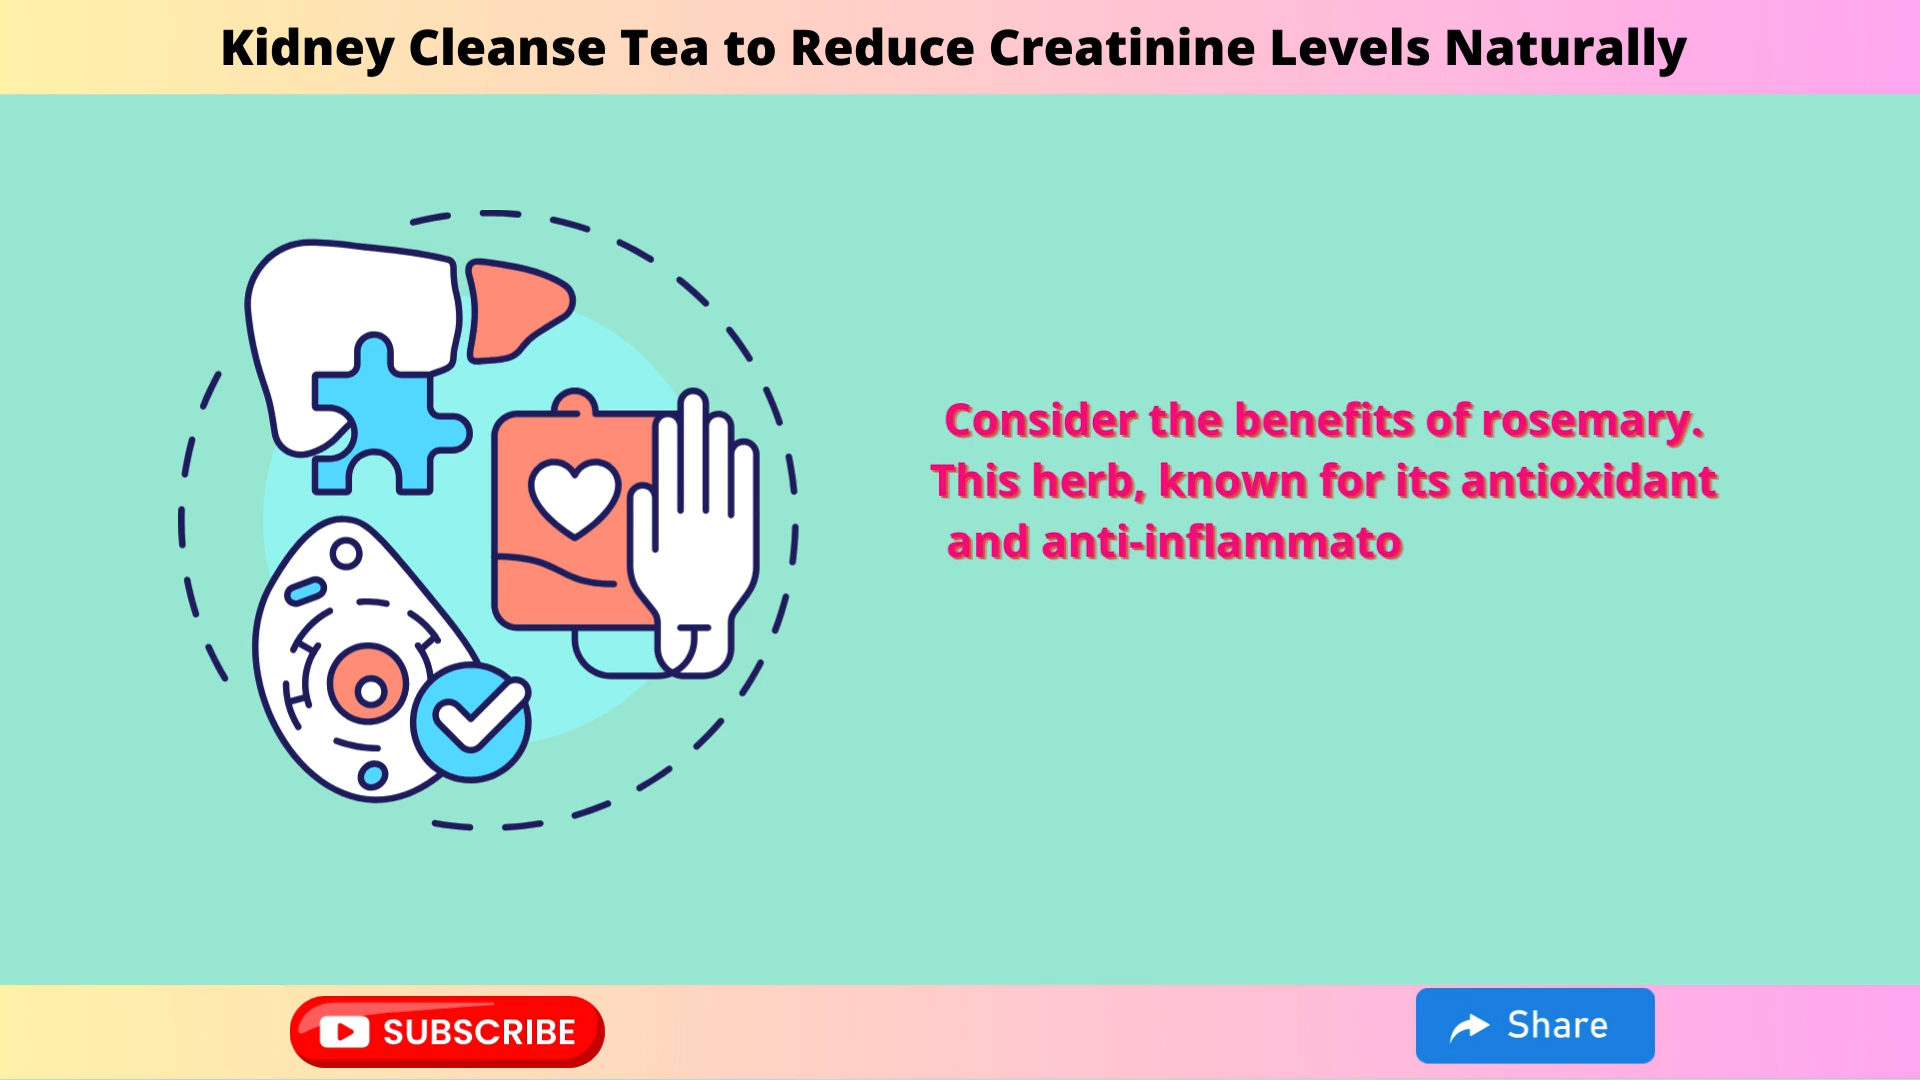 Kidney Cleanse Tea to Reduce Creatinine Levels Naturally
Consider the benefits of rosemary.
This herb, known for its antioxidant
and anti-inflammato
SUBSCRIBE
Share